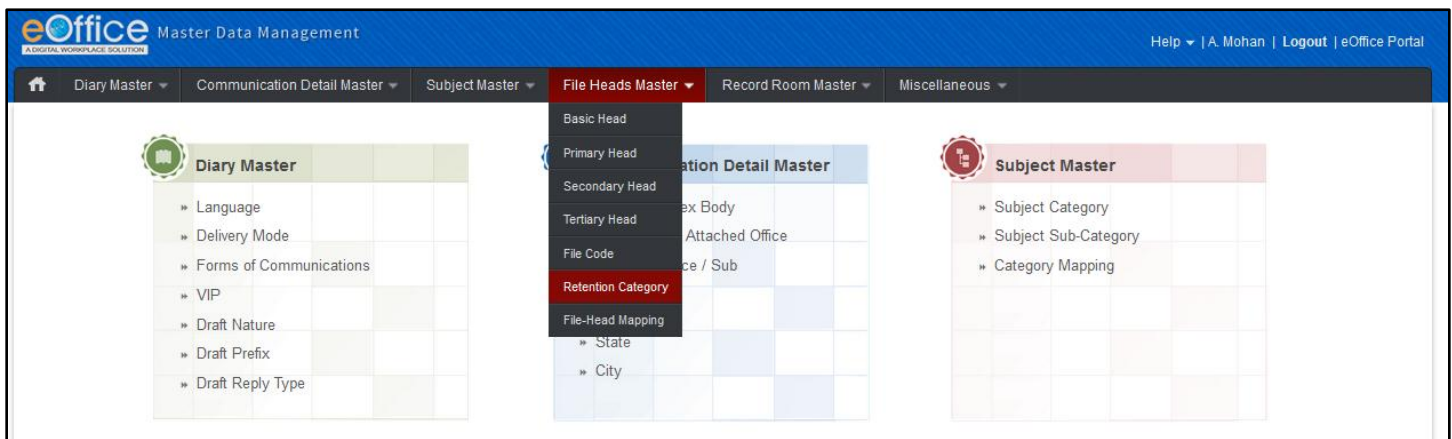 eOffice Master Data Management
A DIGITAL WORKPLACE SOLUTION
Help | A. Mohan | Logout | eOffice Portal
Diary Master Communication Detail Master Subject Master File Heads Master Record Room Master Miscellaneous
Basic Head
Primary Head
Secondary Head
Tertiary Head
File Code
Retention Category
File-Head Mapping
Diary Master
» Language
» Delivery Mode
» Forms of Communications
» VIP
» Draft Nature
» Draft Prefix
» Draft Reply Type
ation Detail Master
ex Body
Attached Office
ce / Sub
» State
» City
Subject Master
» Subject Category
» Subject Sub-Category
» Category Mapping